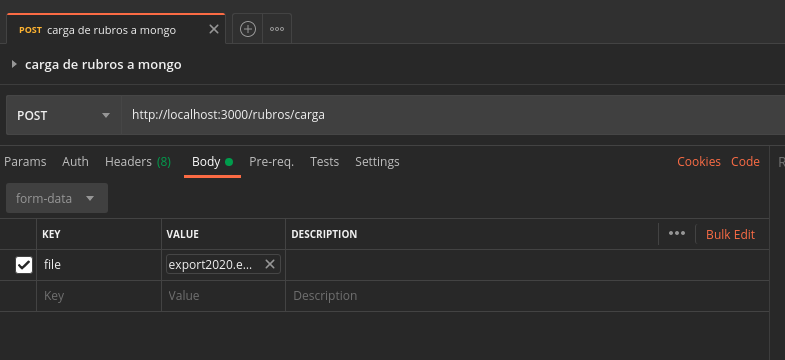 POST carga de rubros a mongo
carga de rubros a mongo
POST http://localhost:3000/rubros/carga
Params Auth Headers (8) Body Pre-req. Tests Settings Cookies Code R
form-data
KEY VALUE DESCRIPTION Bulk Edit
file export2020.e...
Key Value Description